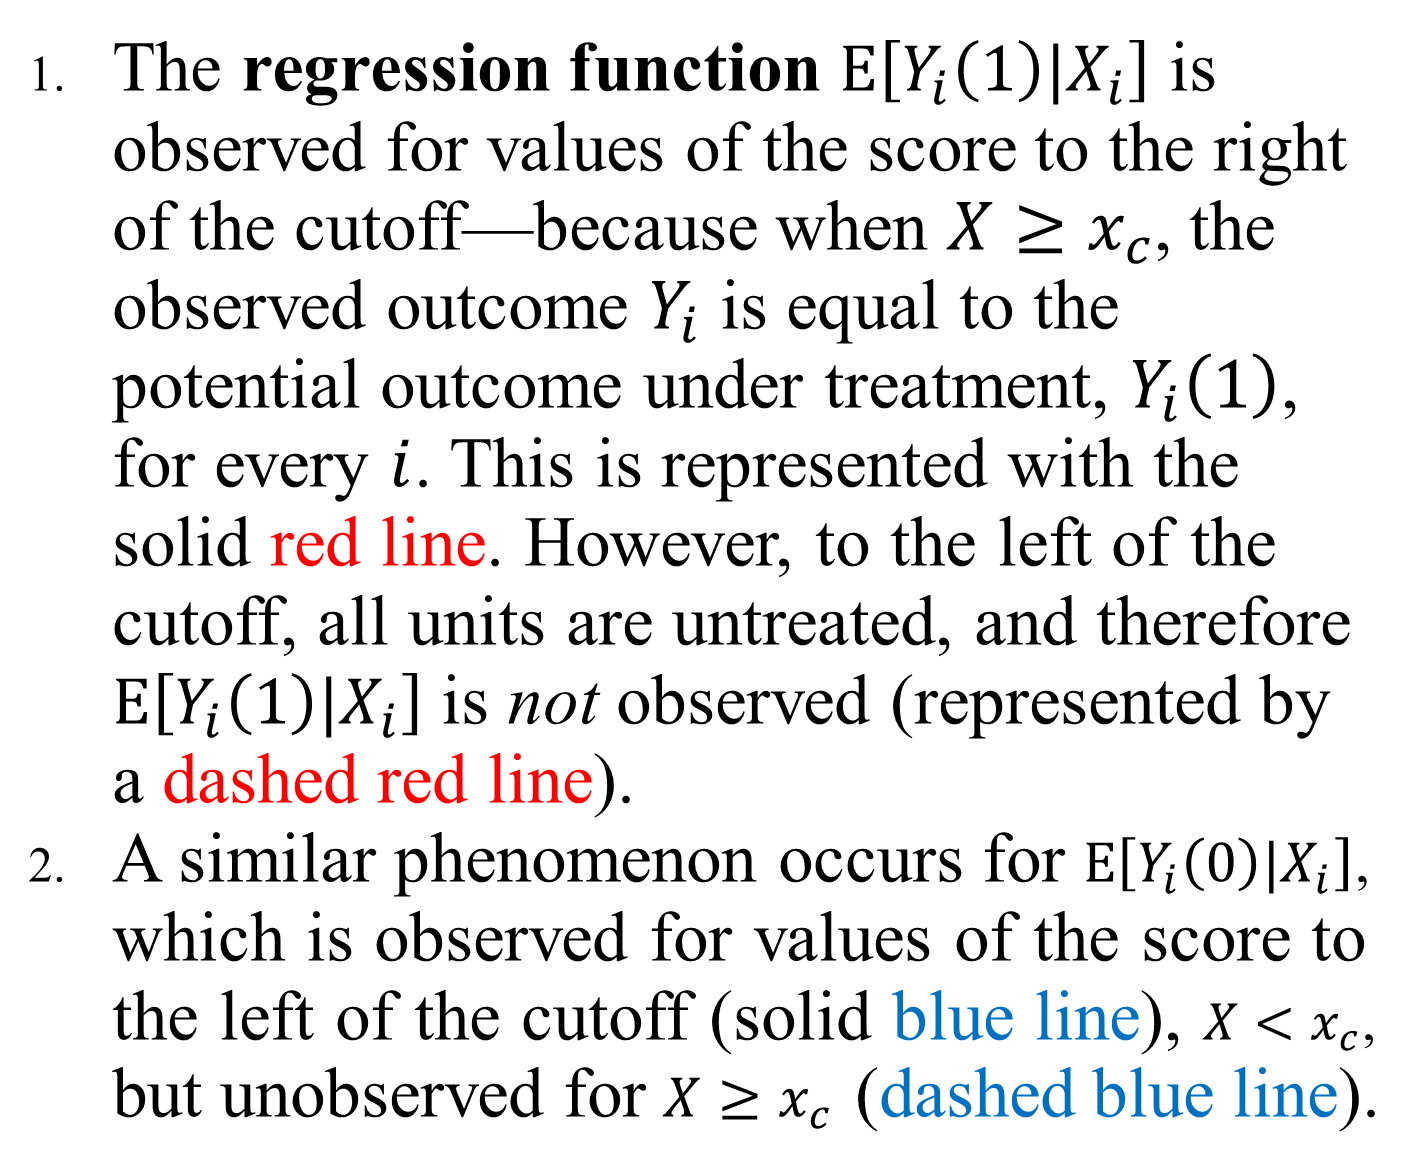 1. The regression function E[Yᵢ(1)|Xᵢ] is
observed for values of the score to the right
of the cutoff—because when X ≥ x_c, the
observed outcome Yᵢ is equal to the
potential outcome under treatment, Yᵢ(1),
for every i. This is represented with the
solid red line. However, to the left of the
cutoff, all units are untreated, and therefore
E[Yᵢ(1)|Xᵢ] is not observed (represented by
a dashed red line).
2. A similar phenomenon occurs for E[Yᵢ(0)|Xᵢ],
which is observed for values of the score to
the left of the cutoff (solid blue line), X < x_c,
but unobserved for X ≥ x_c (dashed blue line).